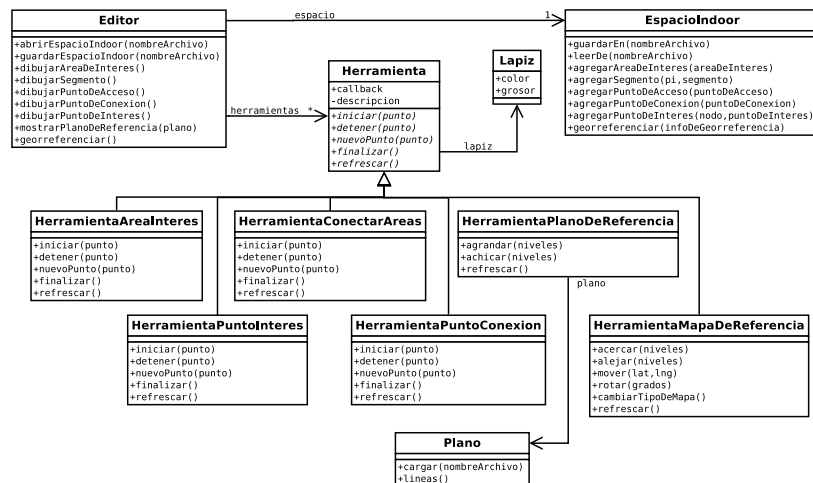 Editor
+abrirEspacioIndoor(nombreArchivo)
+guardarEspacioIndoor(nombreArchivo)
+dibujarAreaDeInteres()
+dibujarSegmento()
+dibujarPuntoDeAcceso()
+dibujarPuntoDeConexion()
+dibujarPuntoDeInteres()
+mostrarPlanoDeReferencia(plano)
+georreferenciar()
espacio
1
herramientas
*
Herramienta
+callback
-descripcion
+iniciar(punto)
+detener(punto)
+nuevoPunto(punto)
+finalizar()
+refrescar()
lapiz
Lapiz
+color
+grosor
EspacioIndoor
+guardarEn(nombreArchivo)
+leerDe(nombreArchivo)
+agregarAreaDeInteres(areaDeInteres)
+agregarSegmento(pi,segmento)
+agregarPuntoDeAcceso(puntoDeAcceso)
+agregarPuntoDeConexion(puntoDeConexion)
+agregarPuntoDeInteres(nodo,puntoDeInteres)
+georreferenciar(infoDeGeorreferencia)
HerramientaAreaInteres
+iniciar(punto)
+detener(punto)
+nuevoPunto(punto)
+finalizar()
+refrescar()
HerramientaConectarAreas
+iniciar(punto)
+detener(punto)
+nuevoPunto(punto)
+finalizar()
+refrescar()
HerramientaPlanoDeReferencia
+agrandar(niveles)
+achicar(niveles)
+refrescar()
plano
HerramientaPuntoInteres
+iniciar(punto)
+detener(punto)
+nuevoPunto(punto)
+finalizar()
+refrescar()
HerramientaPuntoConexion
+iniciar(punto)
+detener(punto)
+nuevoPunto(punto)
+finalizar()
+refrescar()
HerramientaMapaDeReferencia
+acercar(niveles)
+alejar(niveles)
+mover(lat,lng)
+rotar(grados)
+cambiarTipoDeMapa()
+refrescar()
Plano
+cargar(nombreArchivo)
+lineas()